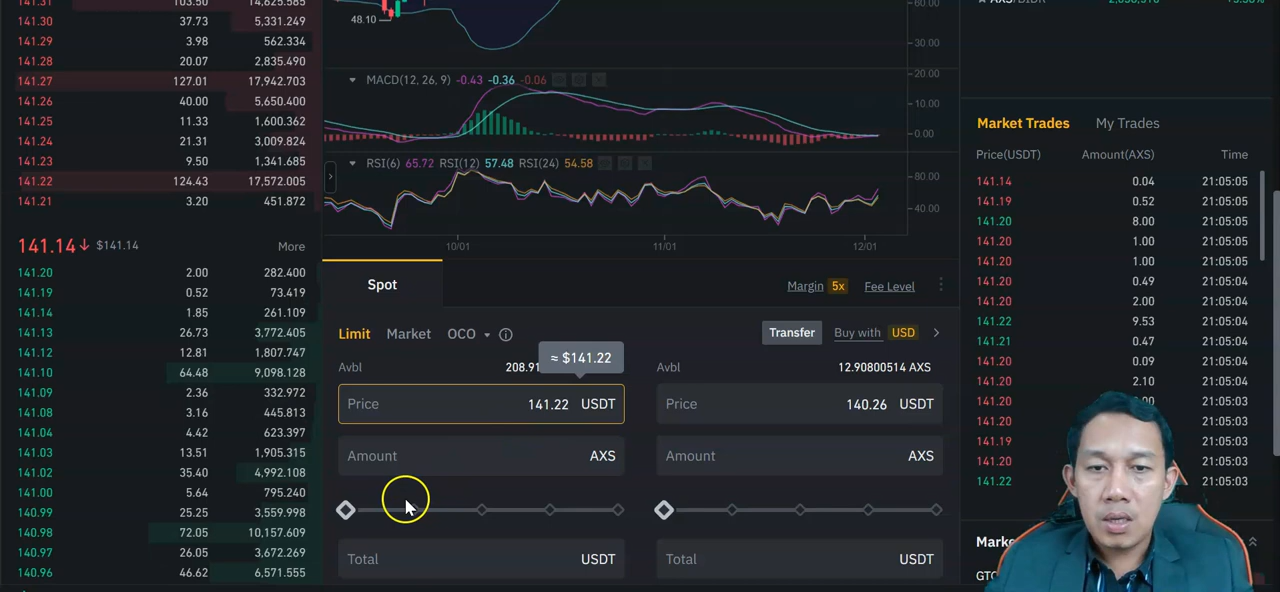 141.31 103.50 14,625.585
141.30 37.73 5,331.249
141.29 3.98 562.334
141.28 20.07 2,835.490
141.27 127.01 17,942.703
141.26 40.00 5,650.400
141.25 11.33 1,600.362
141.24 21.31 3,009.824
141.23 9.50 1,341.685
141.22 124.43 17,572.005
141.21 3.20 451.872
141.14↓ $141.14 More
141.20 2.00 282.400
141.19 0.52 73.419
141.14 1.85 261.109
141.13 26.73 3,772.405
141.12 12.81 1,807.747
141.10 64.48 9,098.128
141.09 2.36 332.972
141.08 3.16 445.813
141.04 4.42 623.397
141.03 13.51 1,905.315
141.02 35.40 4,992.108
141.00 5.64 795.240
140.99 25.25 3,559.998
140.98 72.05 10,157.609
140.97 26.05 3,672.269
140.96 46.62 6,571.555
48.10
60.00
30.00
MACD(12, 26, 9) -0.43 -0.36 -0.06
20.00
10.00
0.00
RSI(6) 65.72 RSI(12) 57.48 RSI(24) 54.58
80.00
40.00
10/01 11/01 12/01
Spot
Margin 5x Fee Level
Limit Market OCO
Transfer Buy with USD
≈ $141.22
Avbl 208.91
Price 141.22 USDT
Amount AXS
Total USDT
Avbl 12.90800514 AXS
Price 140.26 USDT
Amount AXS
Total USDT
AXS/BIDR
Market Trades My Trades
Price(USDT) Amount(AXS) Time
141.14 0.04 21:05:05
141.19 0.52 21:05:05
141.20 8.00 21:05:05
141.20 1.00 21:05:05
141.20 1.00 21:05:05
141.20 0.49 21:05:04
141.20 2.00 21:05:04
141.22 9.53 21:05:04
141.21 0.47 21:05:04
141.20 0.09 21:05:04
141.20 2.10 21:05:04
141.20 21:05:04
141.20 21:05:03
141.19 21:05:03
141.20 21:05:03
141.22 21:05:03